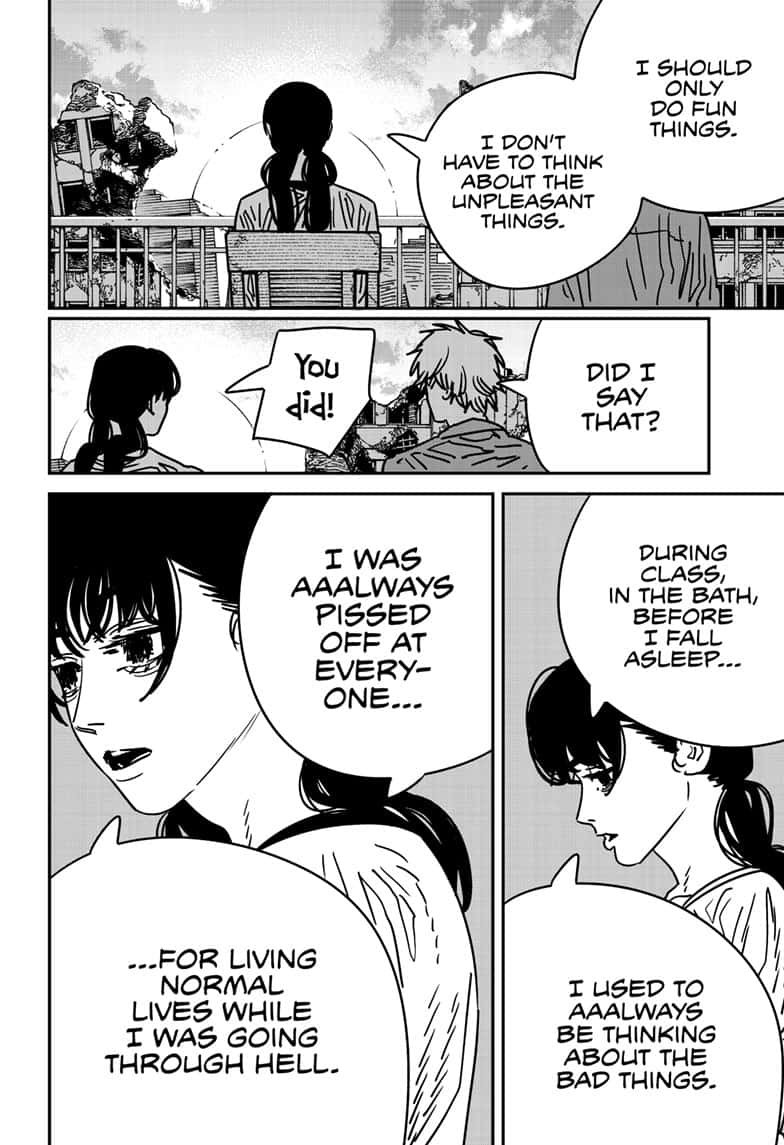 I SHOULD
ONLY
DO FUN
THINGS.
I DON'T
HAVE TO THINK
ABOUT THE
UNPLEASANT
THINGS.
DID I
SAY
THAT?
You
did!
DURING
CLASS,
IN THE BATH,
BEFORE
I FALL
ASLEEP...
I USED TO
AAALWAYS
BE THINKING
ABOUT THE
BAD THINGS.
I WAS
AAALWAYS
PISSED
OFF AT
EVERY-
ONE...
...FOR LIVING
NORMAL
LIVES WHILE
I WAS GOING
THROUGH HELL.